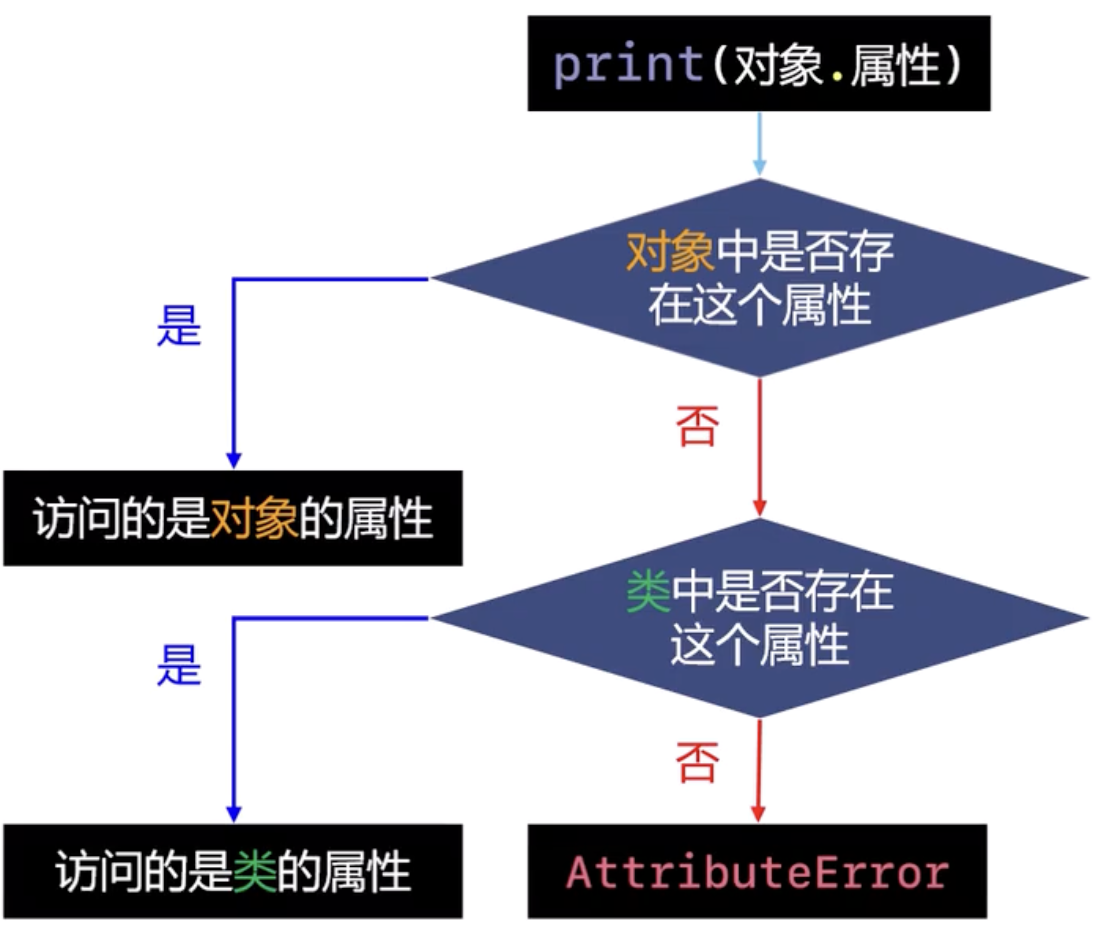 print(对象.属性)
对象中是否存
在这个属性
是
否
访问的是对象的属性
类中是否存在
这个属性
是
否
访问的是类的属性
AttributeError